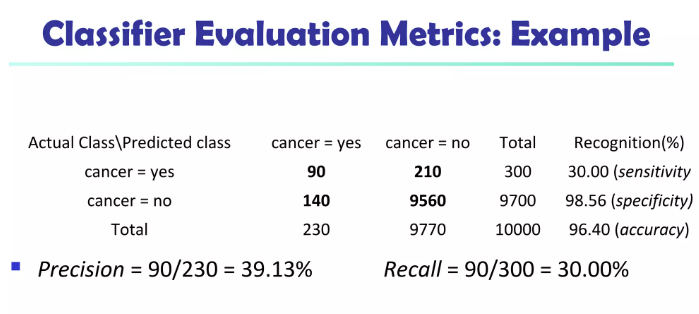 Classifier Evaluation Metrics: Example
Actual Class\Predicted class cancer = yes cancer = no Total Recognition(%)
cancer = yes 90 210 300 30.00 (sensitivity
cancer = no 140 9560 9700 98.56 (specificity)
Total 230 9770 10000 96.40 (accuracy)
Precision = 90/230 = 39.13% Recall = 90/300 = 30.00%